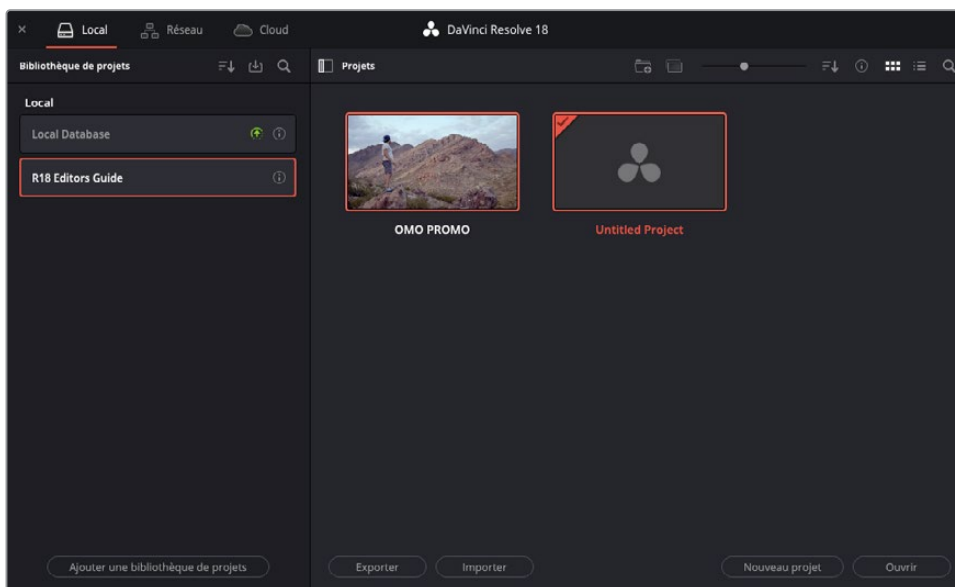 Local
Réseau
Cloud
DaVinci Resolve 18
Bibliothèque de projets
Projets
Local
Local Database
R18 Editors Guide
OMO PROMO
Untitled Project
Ajouter une bibliothèque de projets
Exporter
Importer
Nouveau projet
Ouvrir